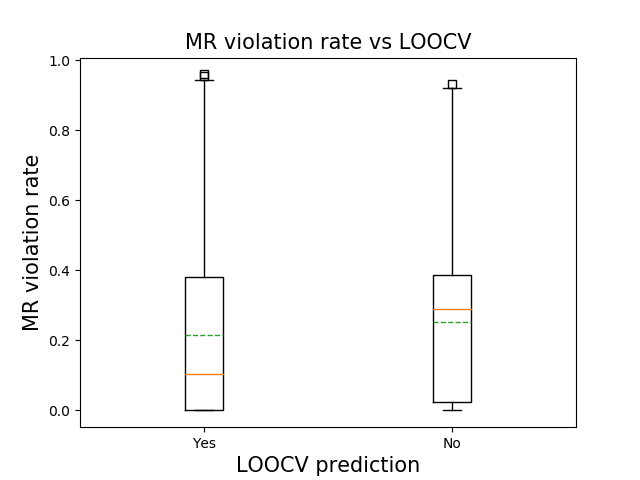 MR violation rate vs LOOCV
MR violation rate
1.0
0.8
0.6
0.4
0.2
0.0
Yes
No
LOOCV prediction